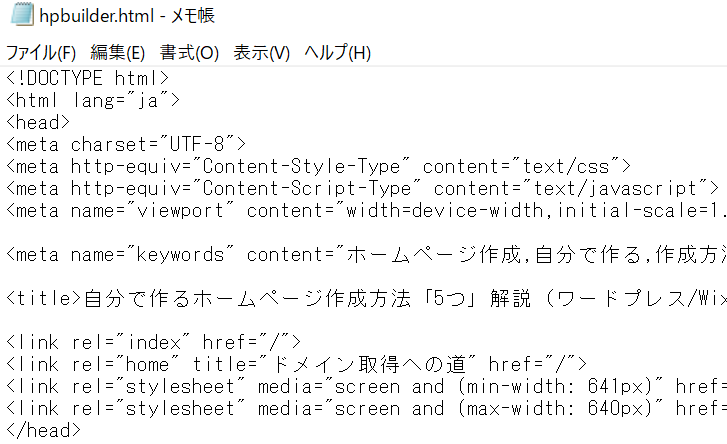 hpbuilder.html - メモ帳
ファイル(F) 編集(E) 書式(O) 表示(V) ヘルプ(H)
<!DOCTYPE html>
<html lang="ja">
<head>
<meta charset="UTF-8">
<meta http-equiv="Content-Style-Type" content="text/css">
<meta http-equiv="Content-Script-Type" content="text/javascript">
<meta name="viewport" content="width=device-width,initial-scale=1.
<meta name="keywords" content="ホームページ作成,自分で作る,作成方法
<title>自分で作るホームページ作成方法「5つ」解説（ワードプレス/Wix
<link rel="index" href="/">
<link rel="home" title="ドメイン取得への道" href="/">
<link rel="stylesheet" media="screen and (min-width: 641px)" href=
<link rel="stylesheet" media="screen and (max-width: 640px)" href=
</head>